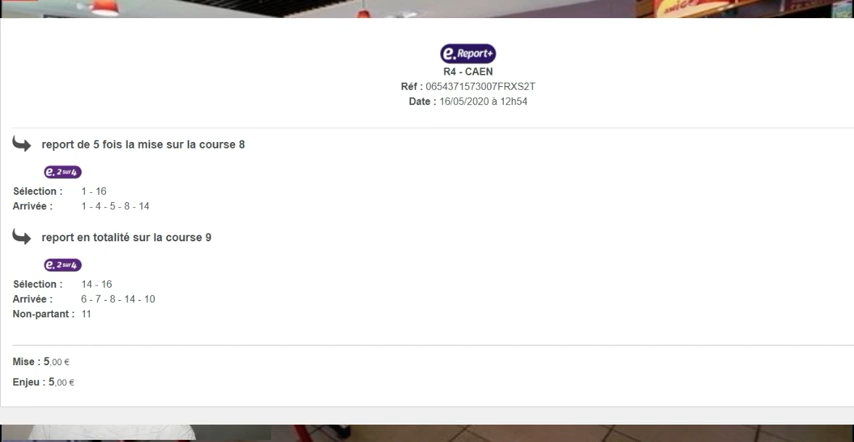 e.Report+
R4 - CAEN
Réf : 0654371573007FRXS2T
Date : 16/05/2020 à 12h54
report de 5 fois la mise sur la course 8
e.2sur4
Sélection : 1 - 16
Arrivée : 1 - 4 - 5 - 8 - 14
report en totalité sur la course 9
e.2sur4
Sélection : 14 - 16
Arrivée : 6 - 7 - 8 - 14 - 10
Non-partant : 11
Mise : 5,00 €
Enjeu : 5,00 €